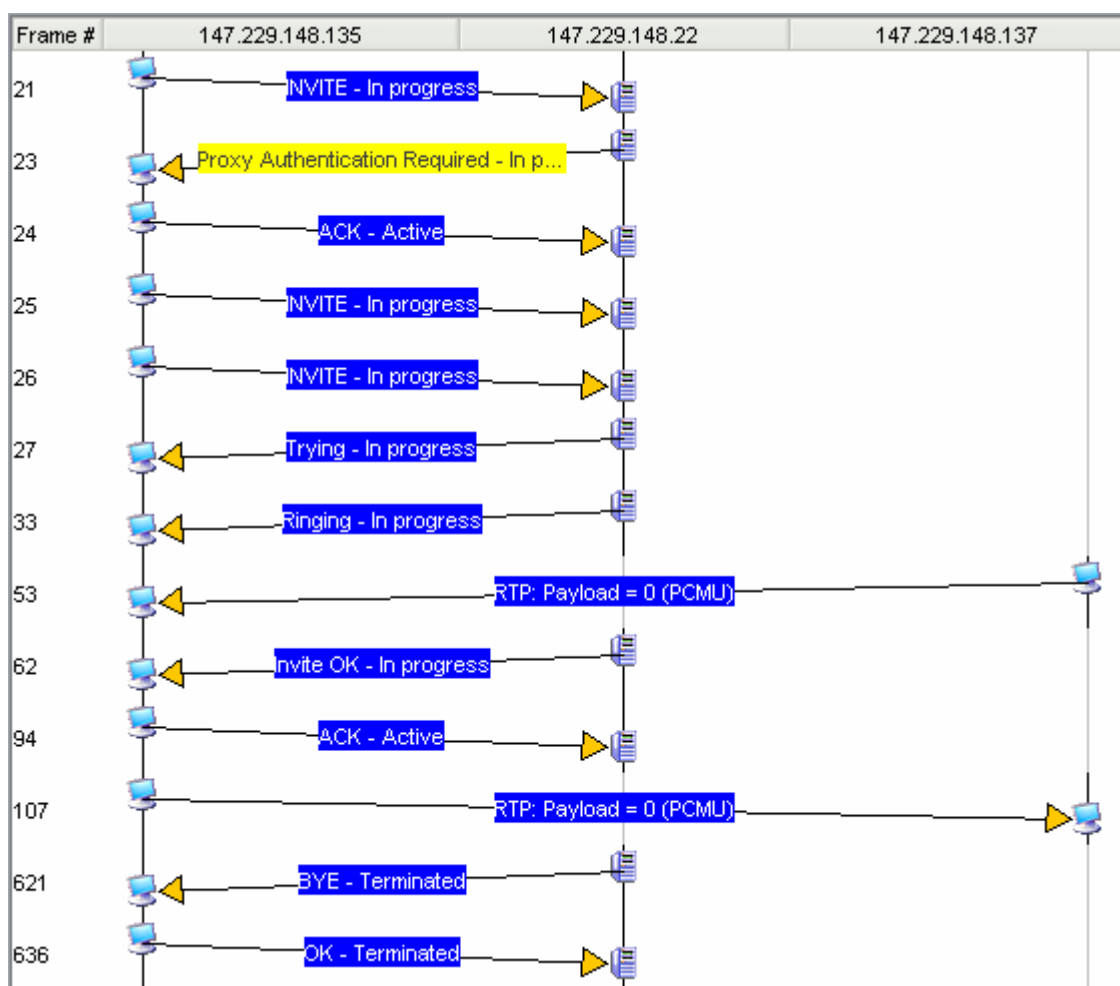 Frame # 147.229.148.135 147.229.148.22 147.229.148.137
21 INVITE - In progress
23 Proxy Authentication Required - In p...
24 ACK - Active
25 INVITE - In progress
26 INVITE - In progress
27 Trying - In progress
33 Ringing - In progress
53 RTP: Payload = 0 (PCMU)
62 Invite OK - In progress
94 ACK - Active
107 RTP: Payload = 0 (PCMU)
621 BYE - Terminated
636 OK - Terminated